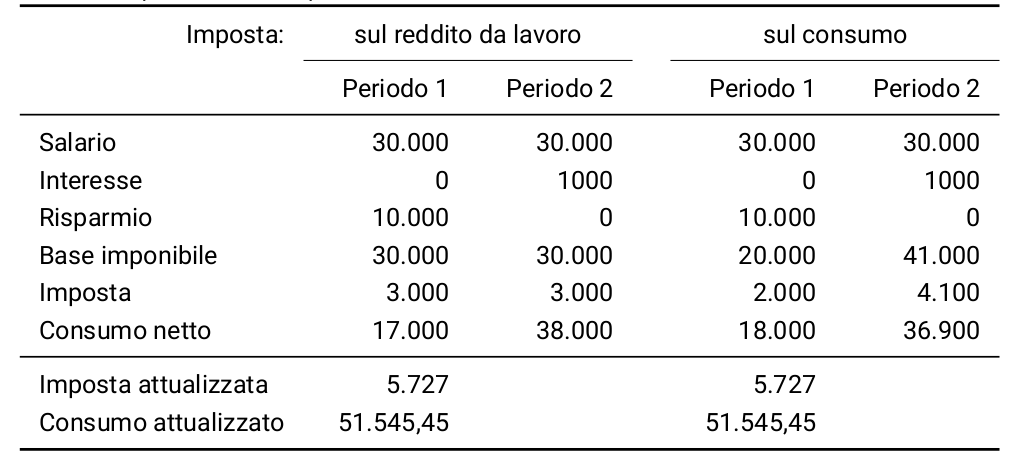 Imposta: sul reddito da lavoro sul consumo
Periodo 1 Periodo 2 Periodo 1 Periodo 2
Salario 30.000 30.000 30.000 30.000
Interesse 0 1000 0 1000
Risparmio 10.000 0 10.000 0
Base imponibile 30.000 30.000 20.000 41.000
Imposta 3.000 3.000 2.000 4.100
Consumo netto 17.000 38.000 18.000 36.900
Imposta attualizzata 5.727 5.727
Consumo attualizzato 51.545,45 51.545,45